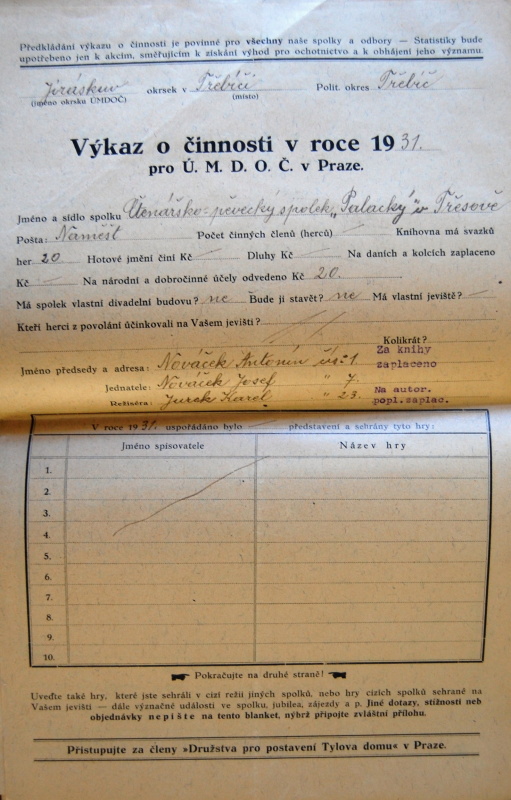 Předkládání výkazu o činnosti je povinné pro všechny naše spolky a odbory — Statistiky bude
upotřebeno jen k akcím, směřujícím k získání výhod pro ochotnictvo a k obhájení jeho významu.
Jiráskův okrsek v Třebíči Polit. okres Třebíč
(jméno okrsku ÚMDOČ) (místo)
Výkaz o činnosti v roce 1931.
pro Ú. M. D. O. Č. v Praze.
Jméno a sídlo spolku Čtenářsko-pěvecký spolek „Palacký" v Třesově
Pošta: Naměšť Počet činných členů (herců) Knihovna má svazků
her 20 Hotové jmění činí Kč Dluhy Kč Na daních a kolcích zaplaceno
Kč Na národní a dobročinné účely odvedeno Kč 20.
Má spolek vlastní divadelní budovu? ne Bude ji stavět? ne Má vlastní jeviště? —
Kteří herci z povolání účinkovali na Vašem jevišti?
Kolikrát?
Za knihy
zaplaceno
Jméno předsedy a adresa: Nováček Antonín čís. 1
Jednatele: Nováček Josef " 7.
Na autor.
popl.zaplac.
Režiséra: Jurek Karel " 23.
V roce 1931. uspořádáno bylo — představení a sehrány tyto hry:
Jméno spisovatele Název hry
1.
2.
3.
4.
5.
6.
7.
8.
9.
10.
Pokračujte na druhé straně!
Uveďte také hry, které jste sehráli v cizí režii jiných spolků, nebo hry cizích spolků sehrané na
Vašem jevišti — dále význačné události ve spolku, jubilea, zájezdy a p. Jiné dotazy, stížnosti neb
objednávky nepište na tento blanket, nýbrž připojte zvláštní přílohu.
Přistupujte za členy »Družstva pro postavení Tylova domu« v Praze.